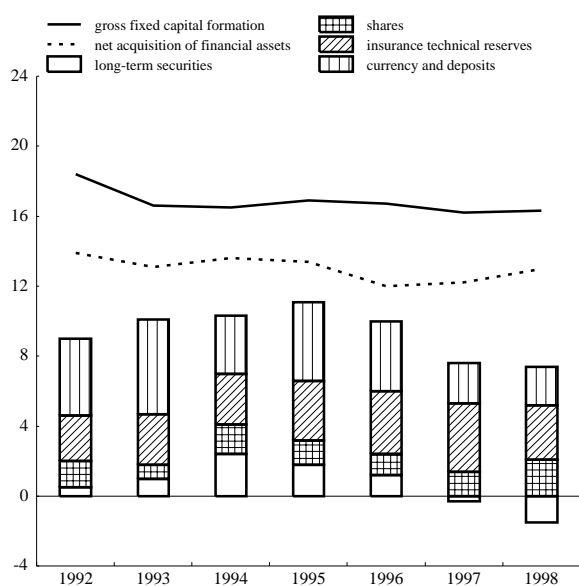 gross fixed capital formation
net acquisition of financial assets
long-term securities
shares
insurance technical reserves
currency and deposits
24
20
16
12
8
4
0
-4
1992 1993 1994 1995 1996 1997 1998